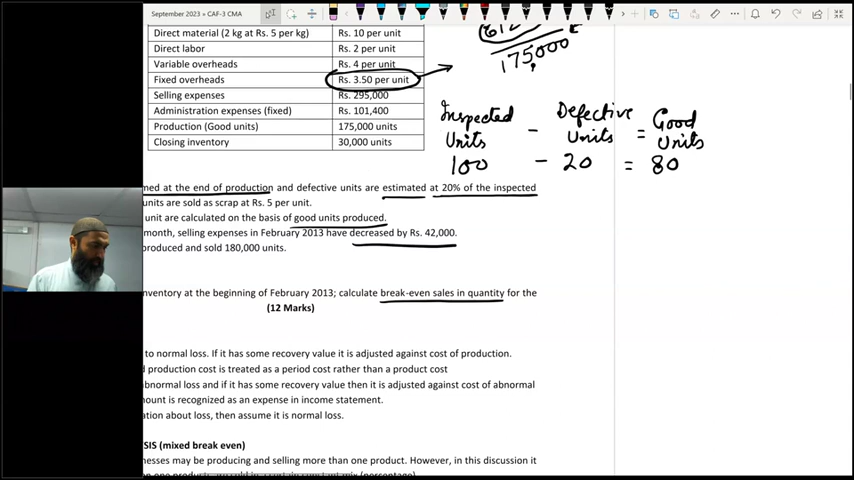 September 2023 » CAF-3 CMA
Direct material (2 kg at Rs. 5 per kg) Rs. 10 per unit
Direct labor Rs. 2 per unit
Variable overheads Rs. 4 per unit
Fixed overheads Rs. 3.50 per unit
Selling expenses Rs. 295,000
Administration expenses (fixed) Rs. 101,400
Production (Good units) 175,000 units
Closing inventory 30,000 units
175,000
Inspected Units - Defective Units = Good Units
100 - 20 = 80
at the end of production and defective units are estimated at 20% of the inspected
units are sold as scrap at Rs. 5 per unit.
unit are calculated on the basis of good units produced.
month, selling expenses in February 2013 have decreased by Rs. 42,000.
produced and sold 180,000 units.
inventory at the beginning of February 2013; calculate break-even sales in quantity for the
(12 Marks)
to normal loss. If it has some recovery value it is adjusted against cost of production.
production cost is treated as a period cost rather than a product cost
abnormal loss and if it has some recovery value then it is adjusted against cost of abnormal
is recognized as an expense in income statement.
about loss, then assume it is normal loss.
(mixed break even)
may be producing and selling more than one product. However, in this discussion it